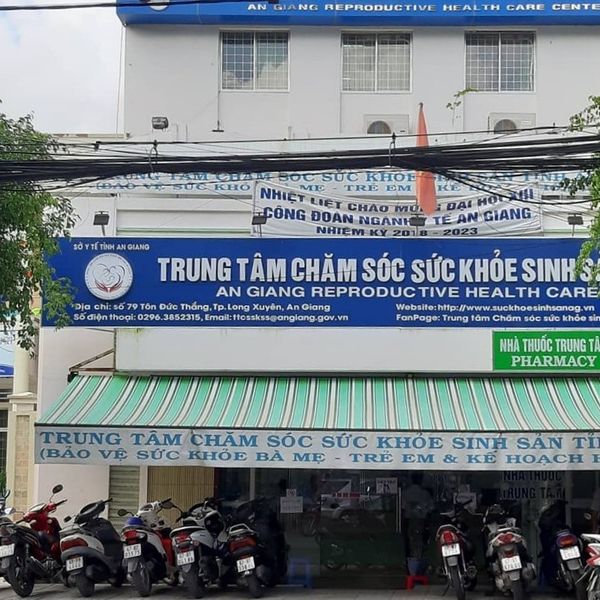 AN GIANG REPRODUCTIVE HEALTH CARE CENTE
TRUNG TÂM CHĂM SÓC SỨC KHỎE SINH SẢN TỈNH A
(BẢO VỆ SỨC KHỎE BÀ MẸ - TRẺ EM & KẾ HOẠ
NHIỆT LIỆT CHÀO MỪNG ĐẠI HỘI XVI
CÔNG ĐOÀN NGÀNH Y TẾ AN GIANG
NHIỆM KỲ 2018 - 2023
SỞ Y TẾ TỈNH AN GIANG
TRUNG TÂM CHĂM SÓC SỨC KHỎE SINH SẢ
AN GIANG REPRODUCTIVE HEALTH CARE
Địa chỉ: Số 79 Tôn Đức Thắng, Tp. Long Xuyên, An Giang
Website: http://www.suckhoesinhsanag.vn
Số điện thoại: 0296.3852315, Email: ttcsskss@angiang.gov.vn
FanPage: Trung tâm Chăm sóc sức khỏe sinh
NHÀ THUỐC TRUNG TÂ
PHARMACY
TRUNG TÂM CHĂM SÓC SỨC KHỎE SINH SẢN TỈN
(BẢO VỆ SỨC KHỎE BÀ MẸ - TRẺ EM & KẾ HOẠCH
NHÀ THUỐC
TRUNG TÂM